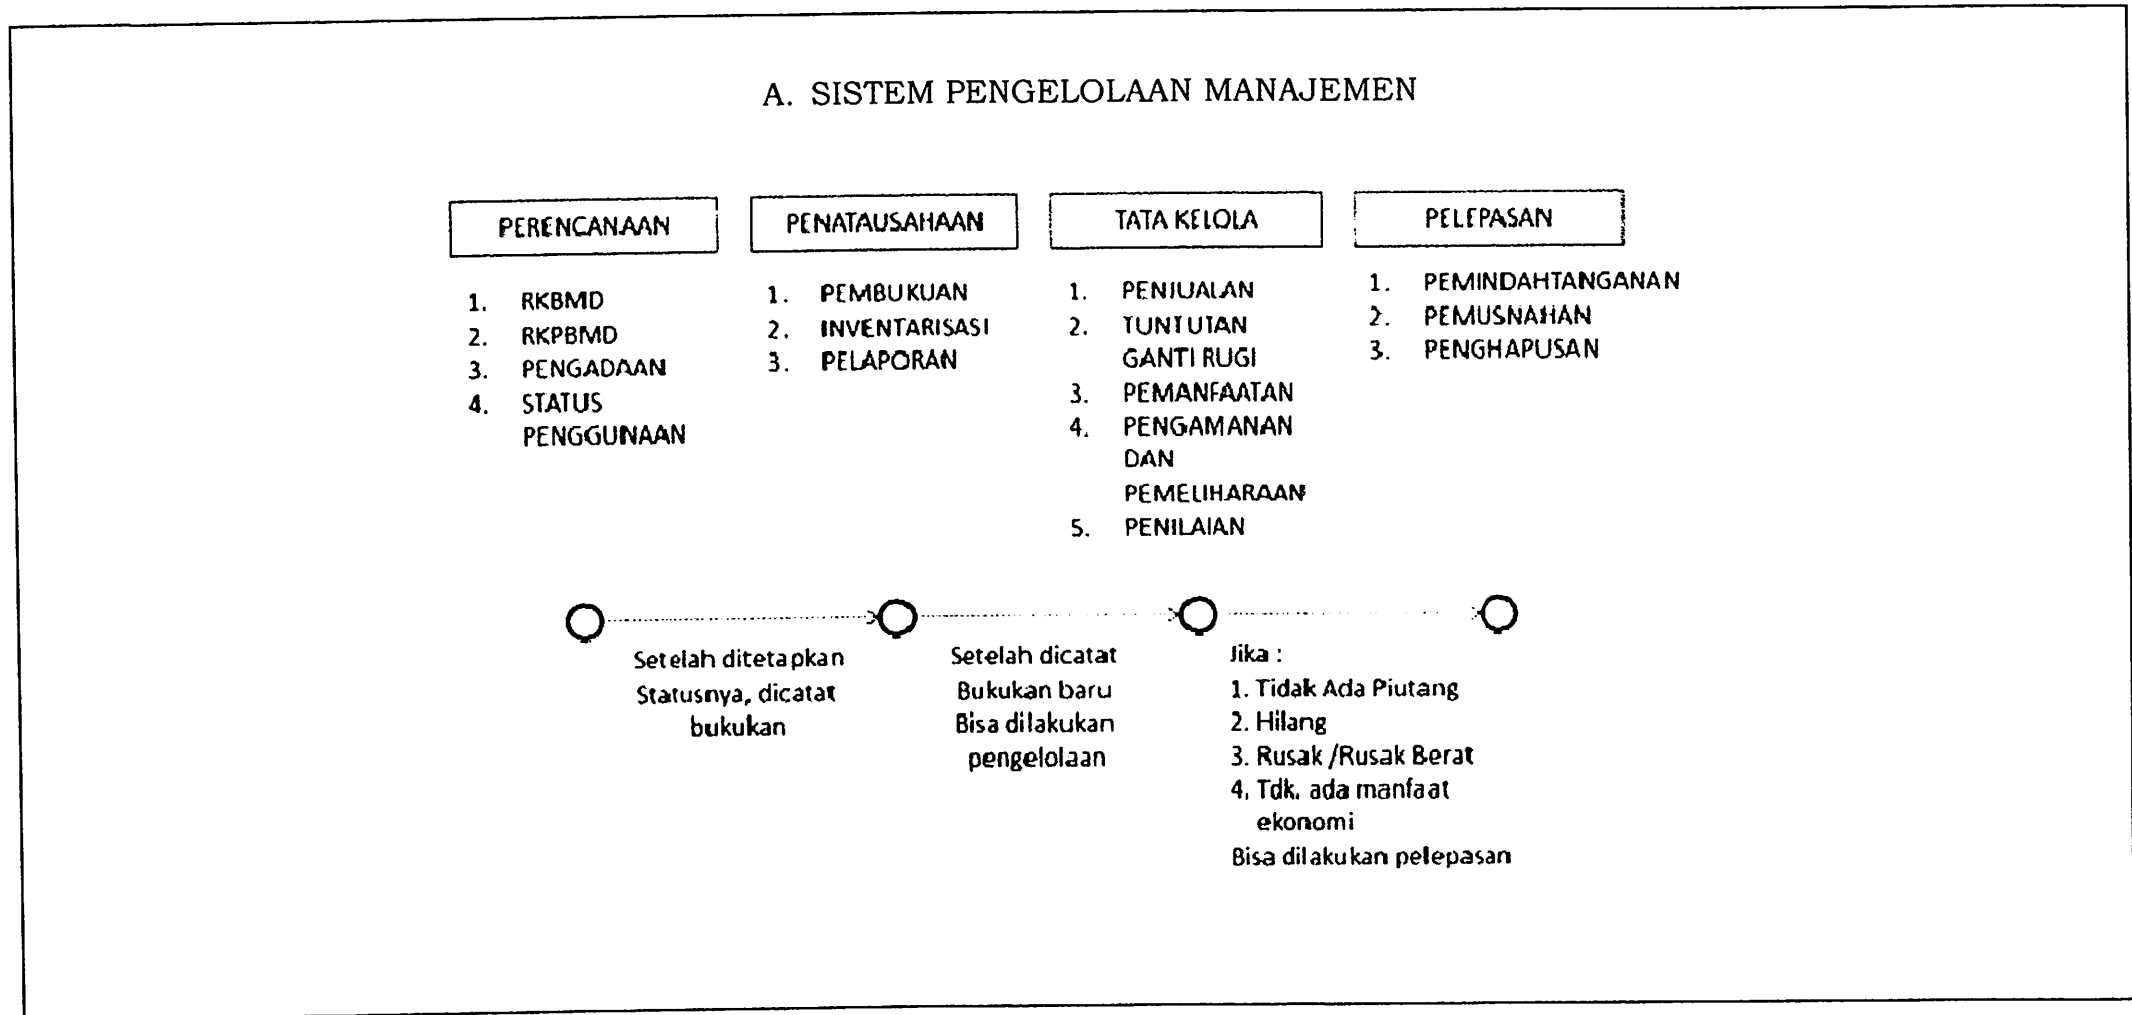 A. SISTEM PENGELOLAAN MANAJEMEN
PERENCANAAN
1. RKBMD
2. RKPBMD
3. PENGADAAN
4. STATUS
PENGGUNAAN
PENATAUSAHAAN
1. PEMBUKUAN
2. INVENTARISASI
3. PELAPORAN
TATA KELOLA
1. PENJUALAN
2. TUNTUTAN
GANTI RUGI
3. PEMANFAATAN
4. PENGAMANAN
DAN
PEMELIHARAAN
5. PENILAIAN
PELEPASAN
1. PEMINDAHTANGANAN
2. PEMUSNAHAN
3. PENGHAPUSAN
Setelah ditetapkan
Statusnya, dicatat
bukukan
Setelah dicatat
Bukukan baru
Bisa dilakukan
pengelolaan
Jika :
1. Tidak Ada Piutang
2. Hilang
3. Rusak /Rusak Berat
4. Tdk. ada manfaat
ekonomi
Bisa dilakukan pelepasan